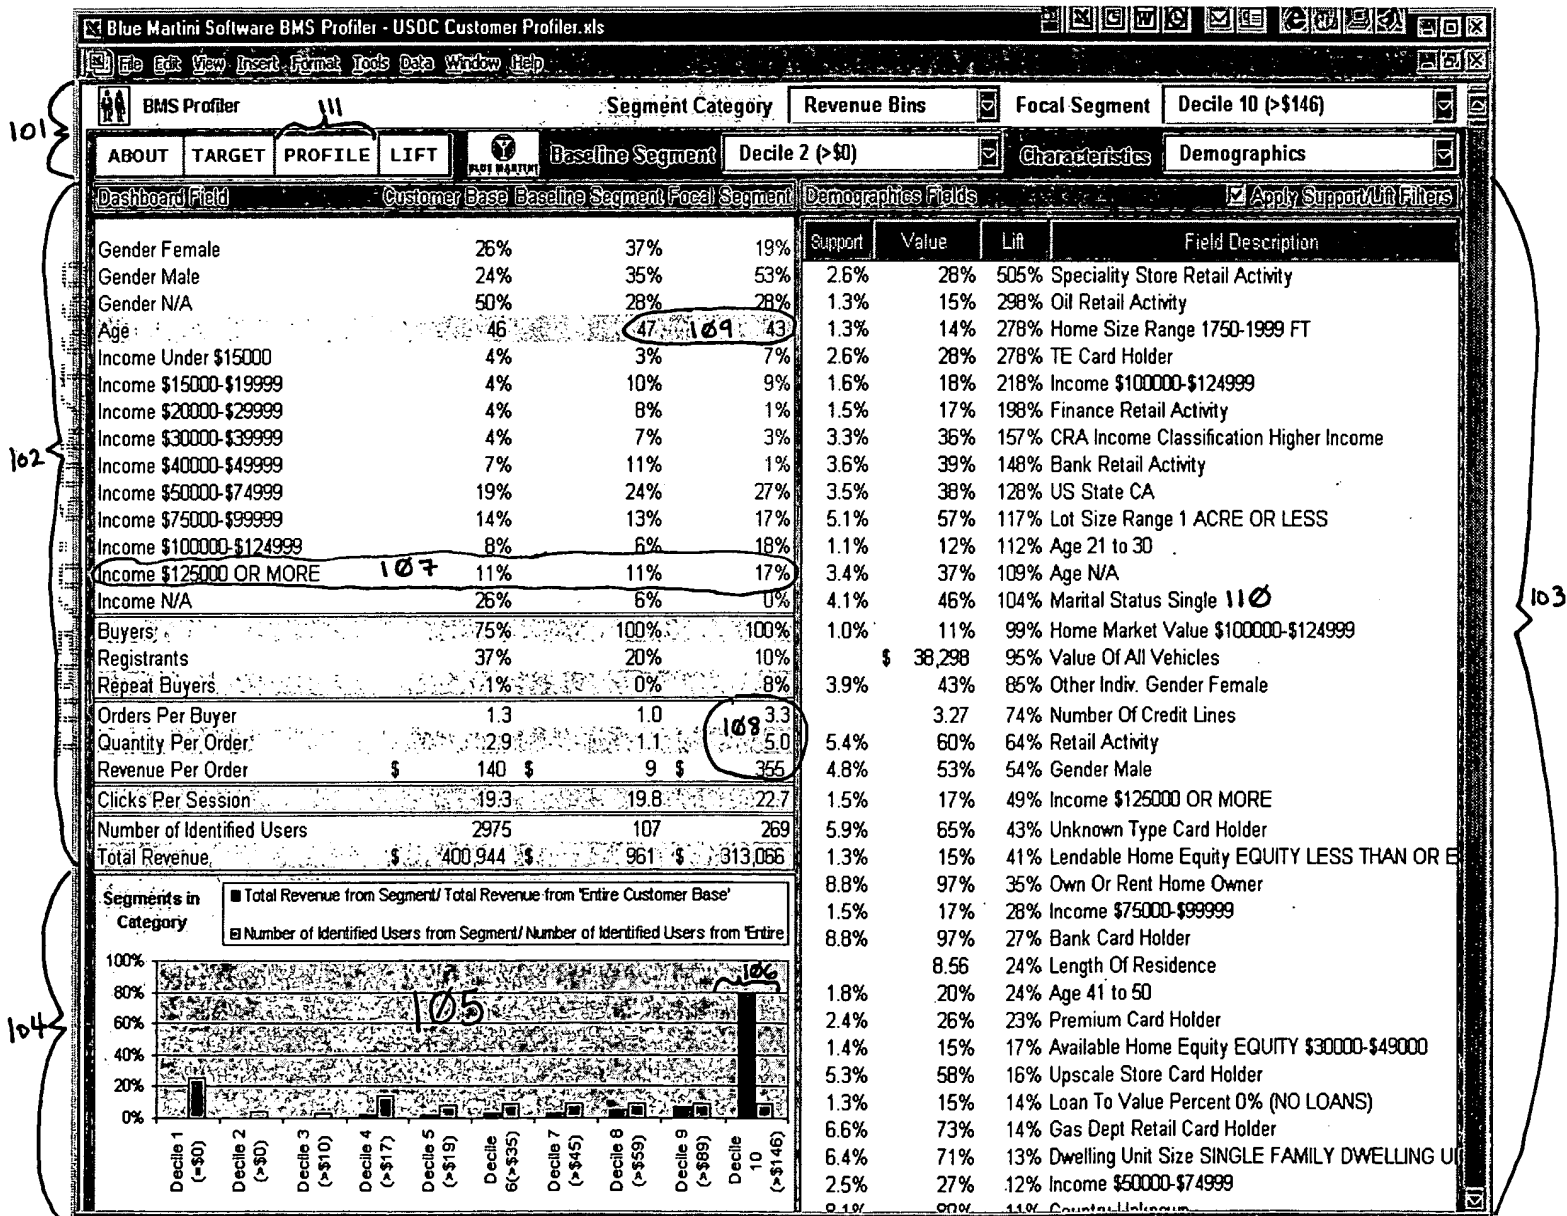 Blue Martini Software BMS Profiler - USOC Customer Profiler.xls
File Edit View Insert Format Tools Data Window Help
BMS Profiler
111
Segment Category Revenue Bins
Focal Segment Decile 10 (>$146)
101
ABOUT TARGET PROFILE LIFT
BLUE MARTINI
Baseline Segment Decile 2 (>$0)
Characteristics Demographics
Dashboard Field Customer Base Baseline Segment Focal Segment
Gender Female 26% 37% 19%
Gender Male 24% 35% 53%
Gender N/A 50% 28% 28%
Age 46 47 109 43
Income Under $15000 4% 3% 7%
Income $15000-$19999 4% 10% 9%
Income $20000-$29999 4% 8% 1%
Income $30000-$39999 4% 7% 3%
102
Income $40000-$49999 7% 11% 1%
Income $50000-$74999 19% 24% 27%
Income $75000-$99999 14% 13% 17%
Income $100000-$124999 8% 6% 18%
Income $125000 OR MORE 107 11% 11% 17%
Income N/A 26% 6% 0%
Buyers 75% 100% 100%
Registrants 37% 20% 10%
Repeat Buyers 1% 0% 8%
Orders Per Buyer 1.3 1.0 3.3
108
Quantity Per Order 2.9 1.1 5.0
Revenue Per Order $ 140 $ 9 $ 355
Clicks Per Session 19.3 19.8 22.7
Number of Identified Users 2975 107 269
Total Revenue $ 400,944 $ 961 $ 313,066
Demographics Fields Apply Support/Lift Filters
Support Value Lift Field Description
2.6% 28% 505% Speciality Store Retail Activity
1.3% 15% 298% Oil Retail Activity
1.3% 14% 278% Home Size Range 1750-1999 FT
2.6% 28% 278% TE Card Holder
1.6% 18% 218% Income $100000-$124999
1.5% 17% 198% Finance Retail Activity
3.3% 36% 157% CRA Income Classification Higher Income
3.6% 39% 148% Bank Retail Activity
3.5% 38% 128% US State CA
5.1% 57% 117% Lot Size Range 1 ACRE OR LESS
1.1% 12% 112% Age 21 to 30
3.4% 37% 109% Age N/A
4.1% 46% 104% Marital Status Single 110
103
1.0% 11% 99% Home Market Value $100000-$124999
$ 38,298 95% Value Of All Vehicles
3.9% 43% 85% Other Indiv. Gender Female
3.27 74% Number Of Credit Lines
5.4% 60% 64% Retail Activity
4.8% 53% 54% Gender Male
1.5% 17% 49% Income $125000 OR MORE
5.9% 65% 43% Unknown Type Card Holder
1.3% 15% 41% Lendable Home Equity EQUITY LESS THAN OR E
8.8% 97% 35% Own Or Rent Home Owner
1.5% 17% 28% Income $75000-$99999
8.8% 97% 27% Bank Card Holder
8.56 24% Length Of Residence
1.8% 20% 24% Age 41 to 50
2.4% 26% 23% Premium Card Holder
1.4% 15% 17% Available Home Equity EQUITY $30000-$49000
5.3% 58% 16% Upscale Store Card Holder
1.3% 15% 14% Loan To Value Percent 0% (NO LOANS)
6.6% 73% 14% Gas Dept Retail Card Holder
6.4% 71% 13% Dwelling Unit Size SINGLE FAMILY DWELLING U
2.5% 27% 12% Income $50000-$74999
Segments in Category
Total Revenue from Segment/ Total Revenue from 'Entire Customer Base'
Number of Identified Users from Segment/ Number of Identified Users from 'Entire
104
100%
80%
60%
40%
20%
0%
105
106
Decile 1 (=$0)
Decile 2 (>$0)
Decile 3 (>$10)
Decile 4 (>$17)
Decile 5 (>$19)
Decile 6(>$35)
Decile 7 (>$45)
Decile 8 (>$59)
Decile 9 (>$89)
Decile 10 (>$146)